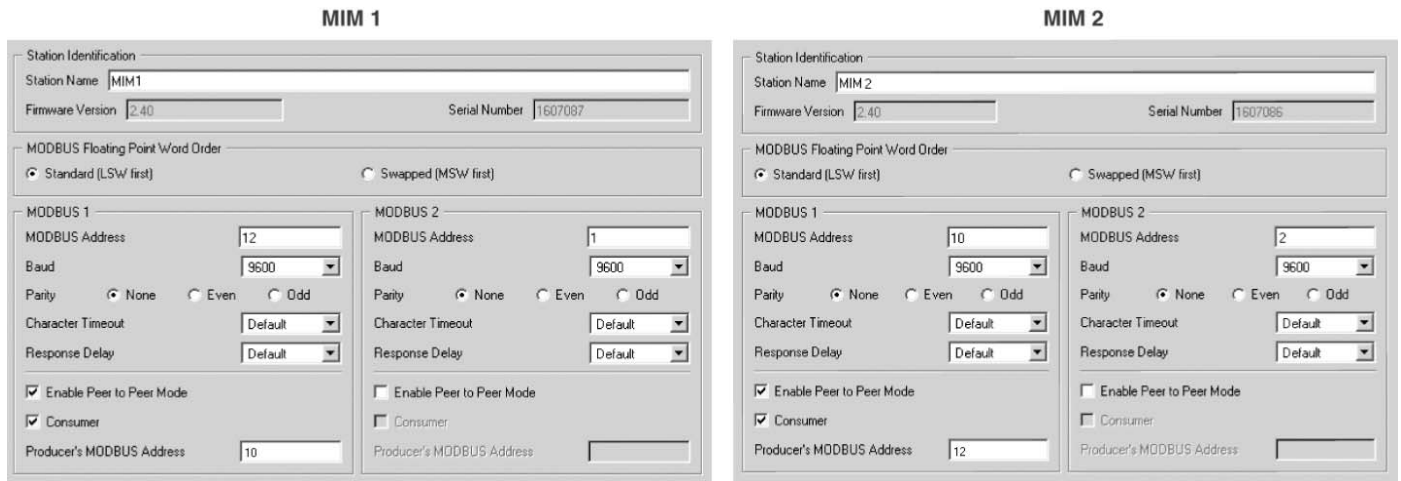 MIM 1
Station Identification
Station Name MIM1
Firmware Version 2.40 Serial Number 1607087
MODBUS Floating Point Word Order
Standard (LSW first) Swapped (MSW first)
MODBUS 1
MODBUS Address 12
Baud 9600
Parity None Even Odd
Character Timeout Default
Response Delay Default
Enable Peer to Peer Mode
Consumer
Producer's MODBUS Address 10
MODBUS 2
MODBUS Address 1
Baud 9600
Parity None Even Odd
Character Timeout Default
Response Delay Default
Enable Peer to Peer Mode
Consumer
Producer's MODBUS Address
MIM 2
Station Identification
Station Name MIM 2
Firmware Version 2.40 Serial Number 1607086
MODBUS Floating Point Word Order
Standard (LSW first) Swapped (MSW first)
MODBUS 1
MODBUS Address 10
Baud 9600
Parity None Even Odd
Character Timeout Default
Response Delay Default
Enable Peer to Peer Mode
Consumer
Producer's MODBUS Address 12
MODBUS 2
MODBUS Address 2
Baud 9600
Parity None Even Odd
Character Timeout Default
Response Delay Default
Enable Peer to Peer Mode
Consumer
Producer's MODBUS Address